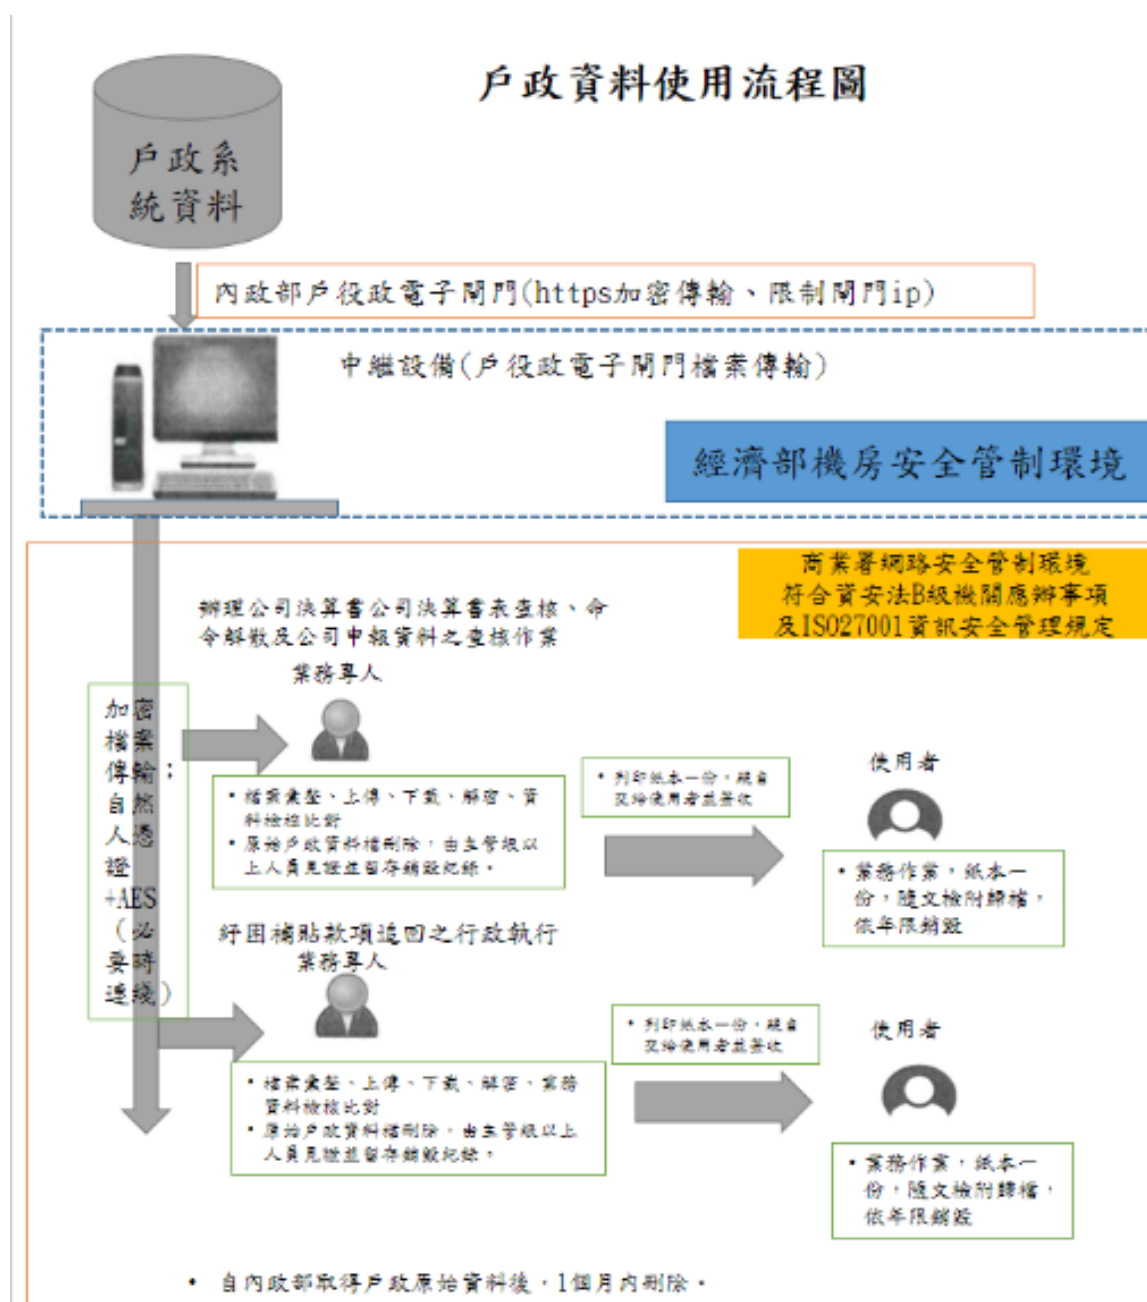 戶政資料使用流程圖
戶政系
統資料
內政部戶役政電子閘門(https加密傳輸、限制閘門ip)
中繼設備(戶役政電子閘門檔案傳輸)
經濟部機房安全管制環境
商業署網路安全管制環境
符合資安法B級機關應辦事項
及ISO27001資訊安全管理規定
辦理公司決算書公司決算書表查核、命
令解散及公司申報資料之查核作業
業務專人
加密
檔案
傳輸：
自然
人憑
證
+AES
（必
要時
連線）
• 檔案彙整、上傳、下載、解密、資
料檢核比對
• 原始戶政資料檔刪除，由主管級以
上人員見證並留存銷毀紀錄。
• 列印紙本一份，親自
交給使用者並簽收
使用者
• 業務作業，紙本一
份，隨文檢附歸檔，
依年限銷毀
紓困補貼款項追回之行政執行
業務專人
• 檔案彙整、上傳、下載、解密、業務
資料檢核比對
• 原始戶政資料檔刪除，由主管級以上
人員見證並留存銷毀紀錄。
• 列印紙本一份，親自
交給使用者並簽收
使用者
• 業務作業，紙本一
份，隨文檢附歸檔，
依年限銷毀
• 自內政部取得戶政原始資料後，1個月內刪除。